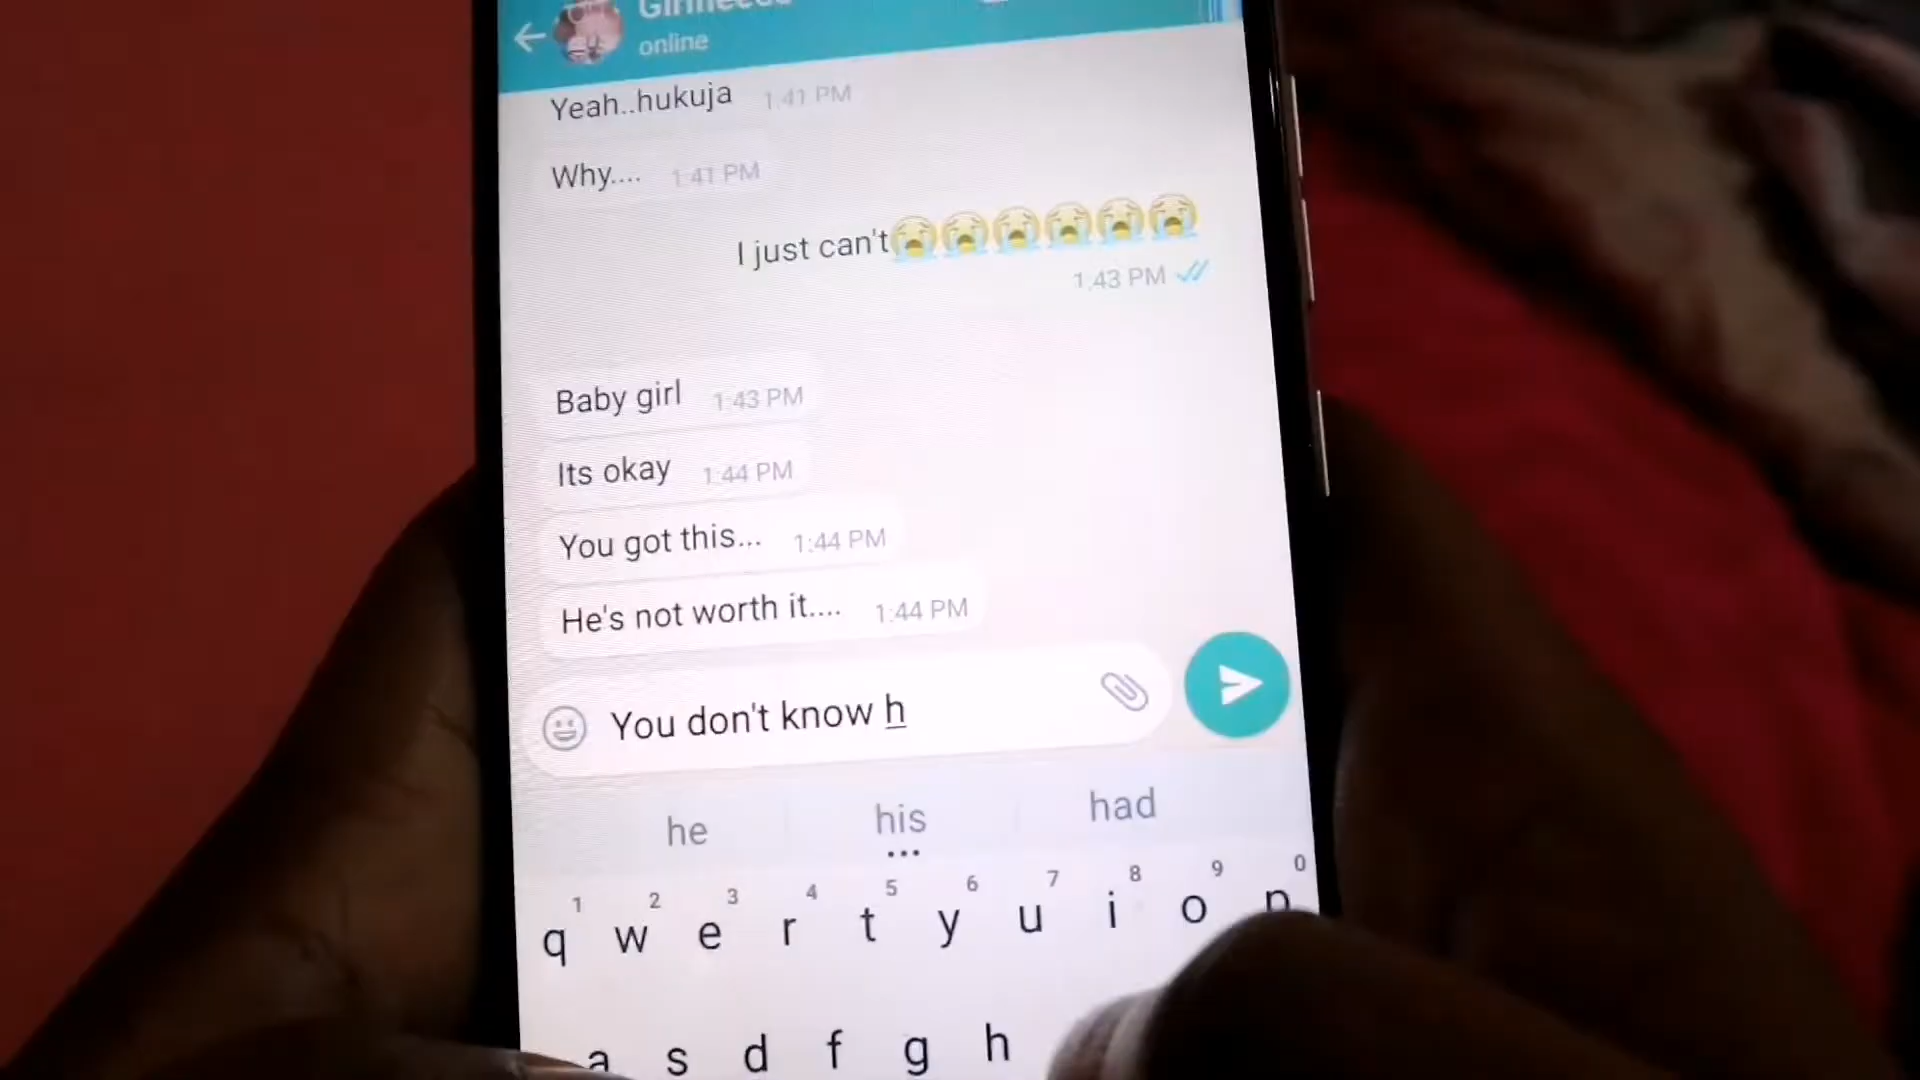 online
Yeah..hukuja 1:41 PM
Why.... 1:41 PM
I just can't😭😭😭😭😭😭
1:43 PM
Baby girl 1:43 PM
Its okay 1:44 PM
You got this... 1:44 PM
He's not worth it.... 1:44 PM
You don't know h
he his had
1 2 3 4 5 6 7 8 9 0
q w e r t y u i o p
a s d f g h